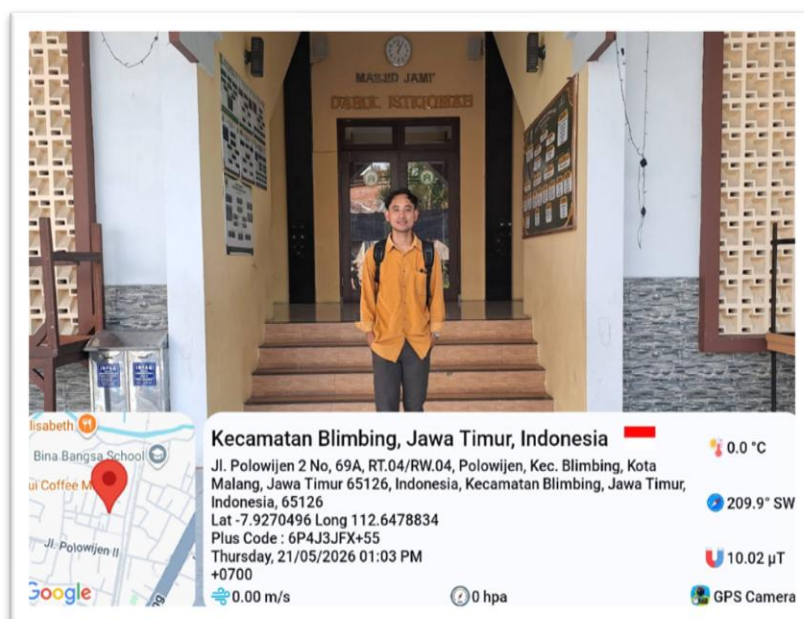 MASJID JAMI'
DARUL ISTIQOMAH
INFAQ
INFAQ
lisabeth
Bina Bangsa School
ui Coffee M
Jl. Polowijen II
Google
Kecamatan Blimbing, Jawa Timur, Indonesia
Jl. Polowijen 2 No, 69A, RT.04/RW.04, Polowijen, Kec. Blimbing, Kota
Malang, Jawa Timur 65126, Indonesia, Kecamatan Blimbing, Jawa Timur,
Indonesia, 65126
Lat -7.9270496 Long 112.6478834
Plus Code : 6P4J3JFX+55
Thursday, 21/05/2026 01:03 PM
+0700
0.00 m/s
0 hpa
0.0 °C
209.9° SW
10.02 µT
GPS Camera